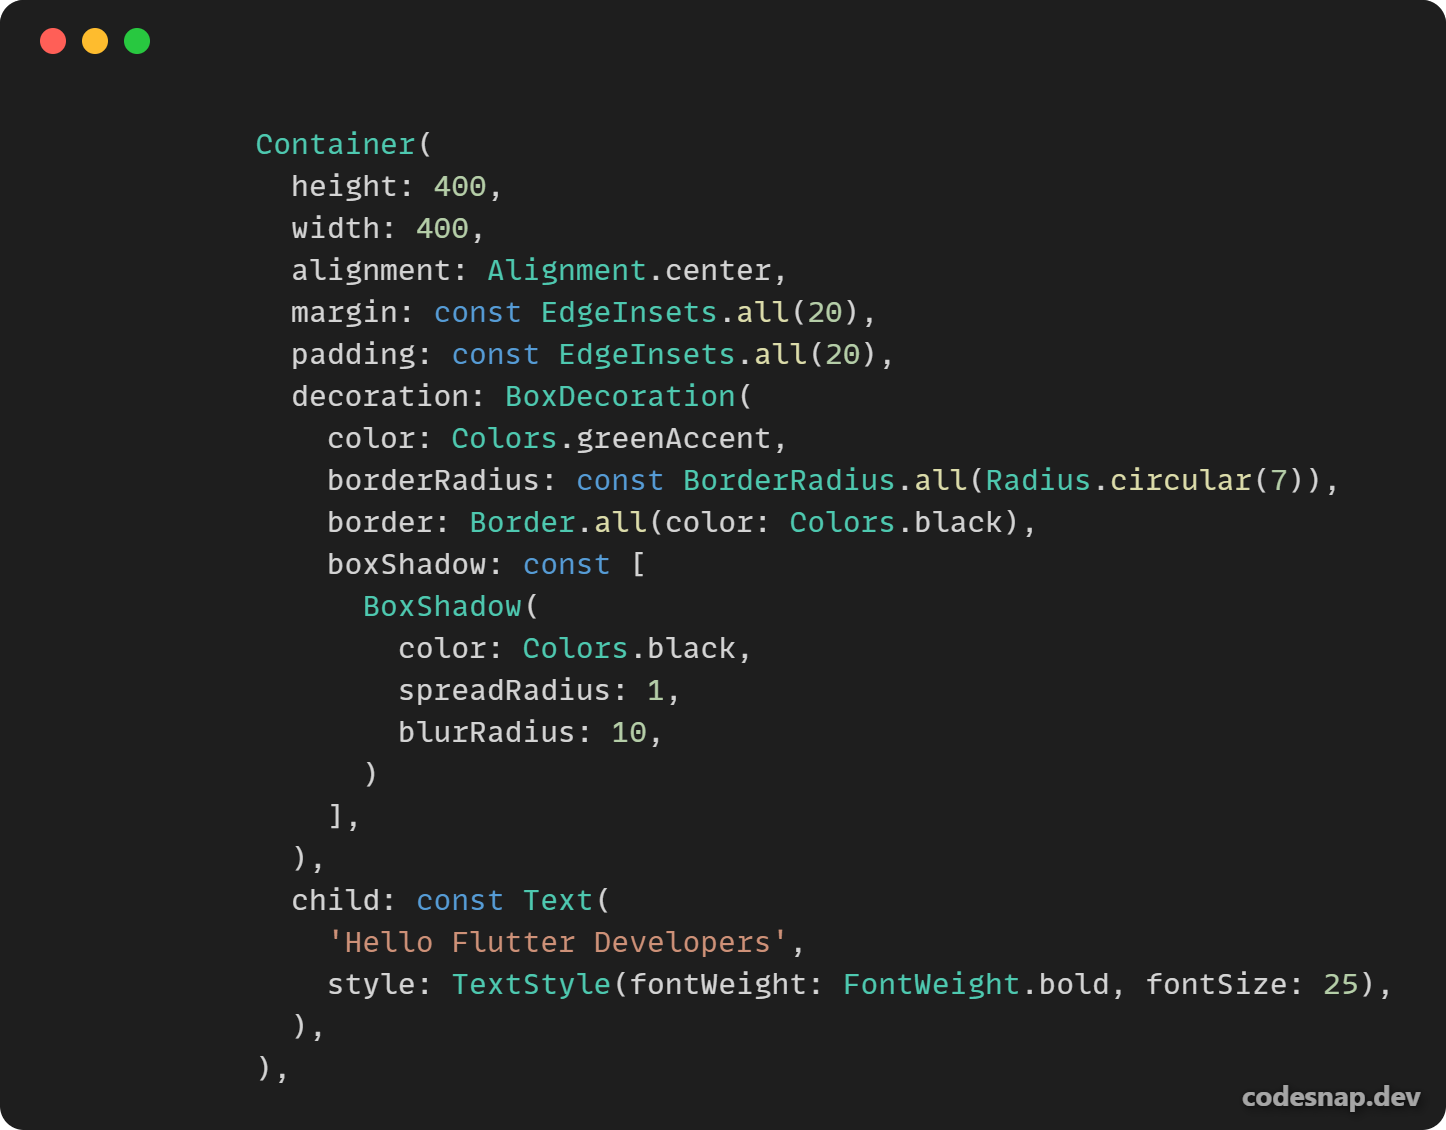 Container(
  height: 400,
  width: 400,
  alignment: Alignment.center,
  margin: const EdgeInsets.all(20),
  padding: const EdgeInsets.all(20),
  decoration: BoxDecoration(
    color: Colors.greenAccent,
    borderRadius: const BorderRadius.all(Radius.circular(7)),
    border: Border.all(color: Colors.black),
    boxShadow: const [
      BoxShadow(
        color: Colors.black,
        spreadRadius: 1,
        blurRadius: 10,
      )
    ],
  ),
  child: const Text(
    'Hello Flutter Developers',
    style: TextStyle(fontWeight: FontWeight.bold, fontSize: 25),
  ),
),
codesnap.dev